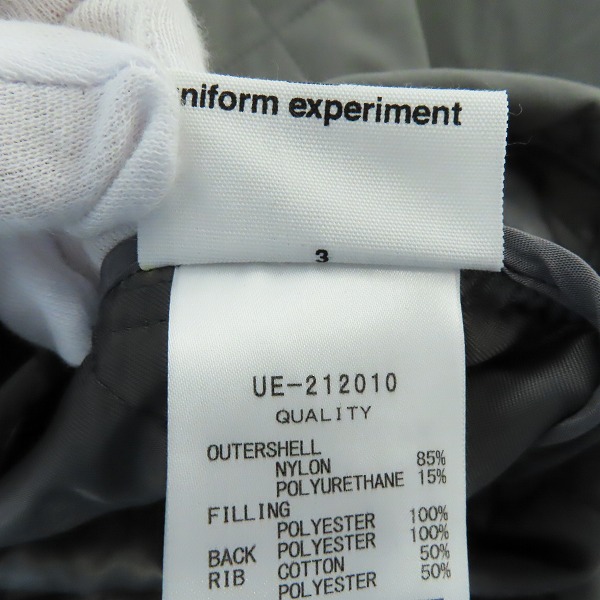 uniform experiment
3
UE-212010
QUALITY
OUTERSHELL
NYLON 85%
POLYURETHANE 15%
FILLING
POLYESTER 100%
BACK POLYESTER 100%
RIB COTTON 50%
POLYESTER 50%